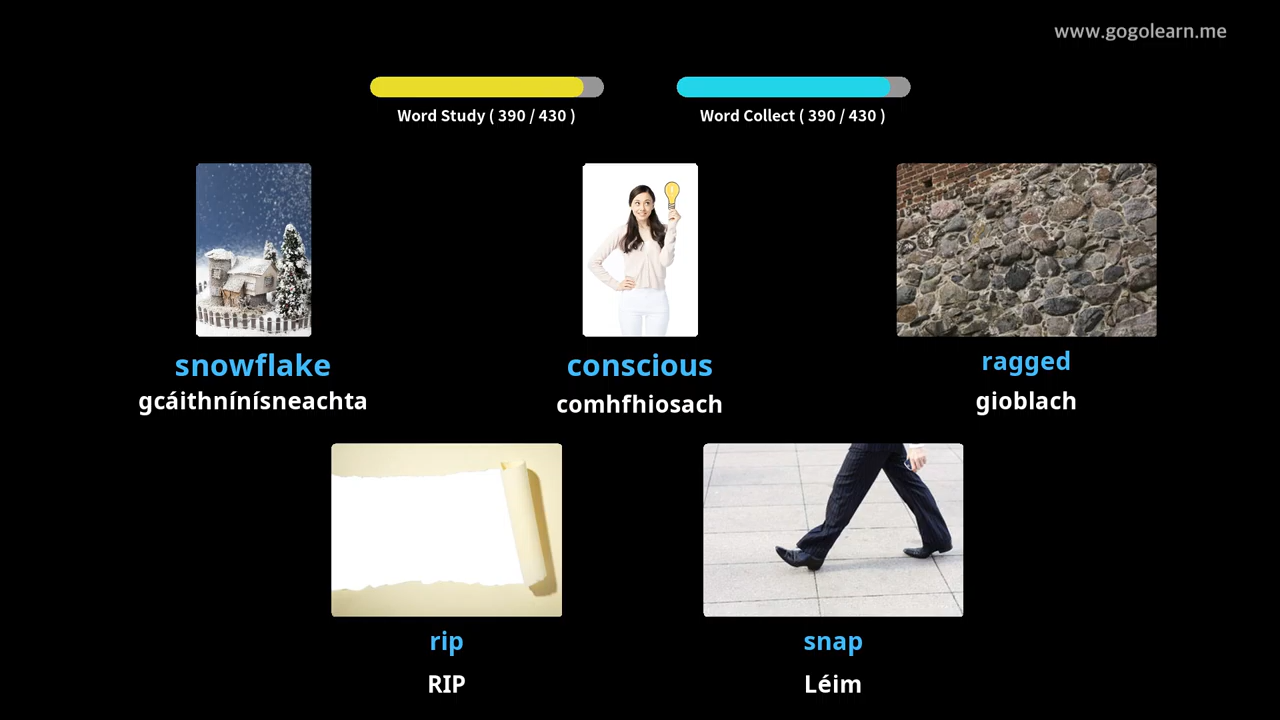 www.gogolearn.me
Word Study ( 390 / 430 )
Word Collect ( 390 / 430 )
snowflake
gcáithnínísneachta
conscious
comhfhiosach
ragged
gioblach
rip
RIP
snap
Léim